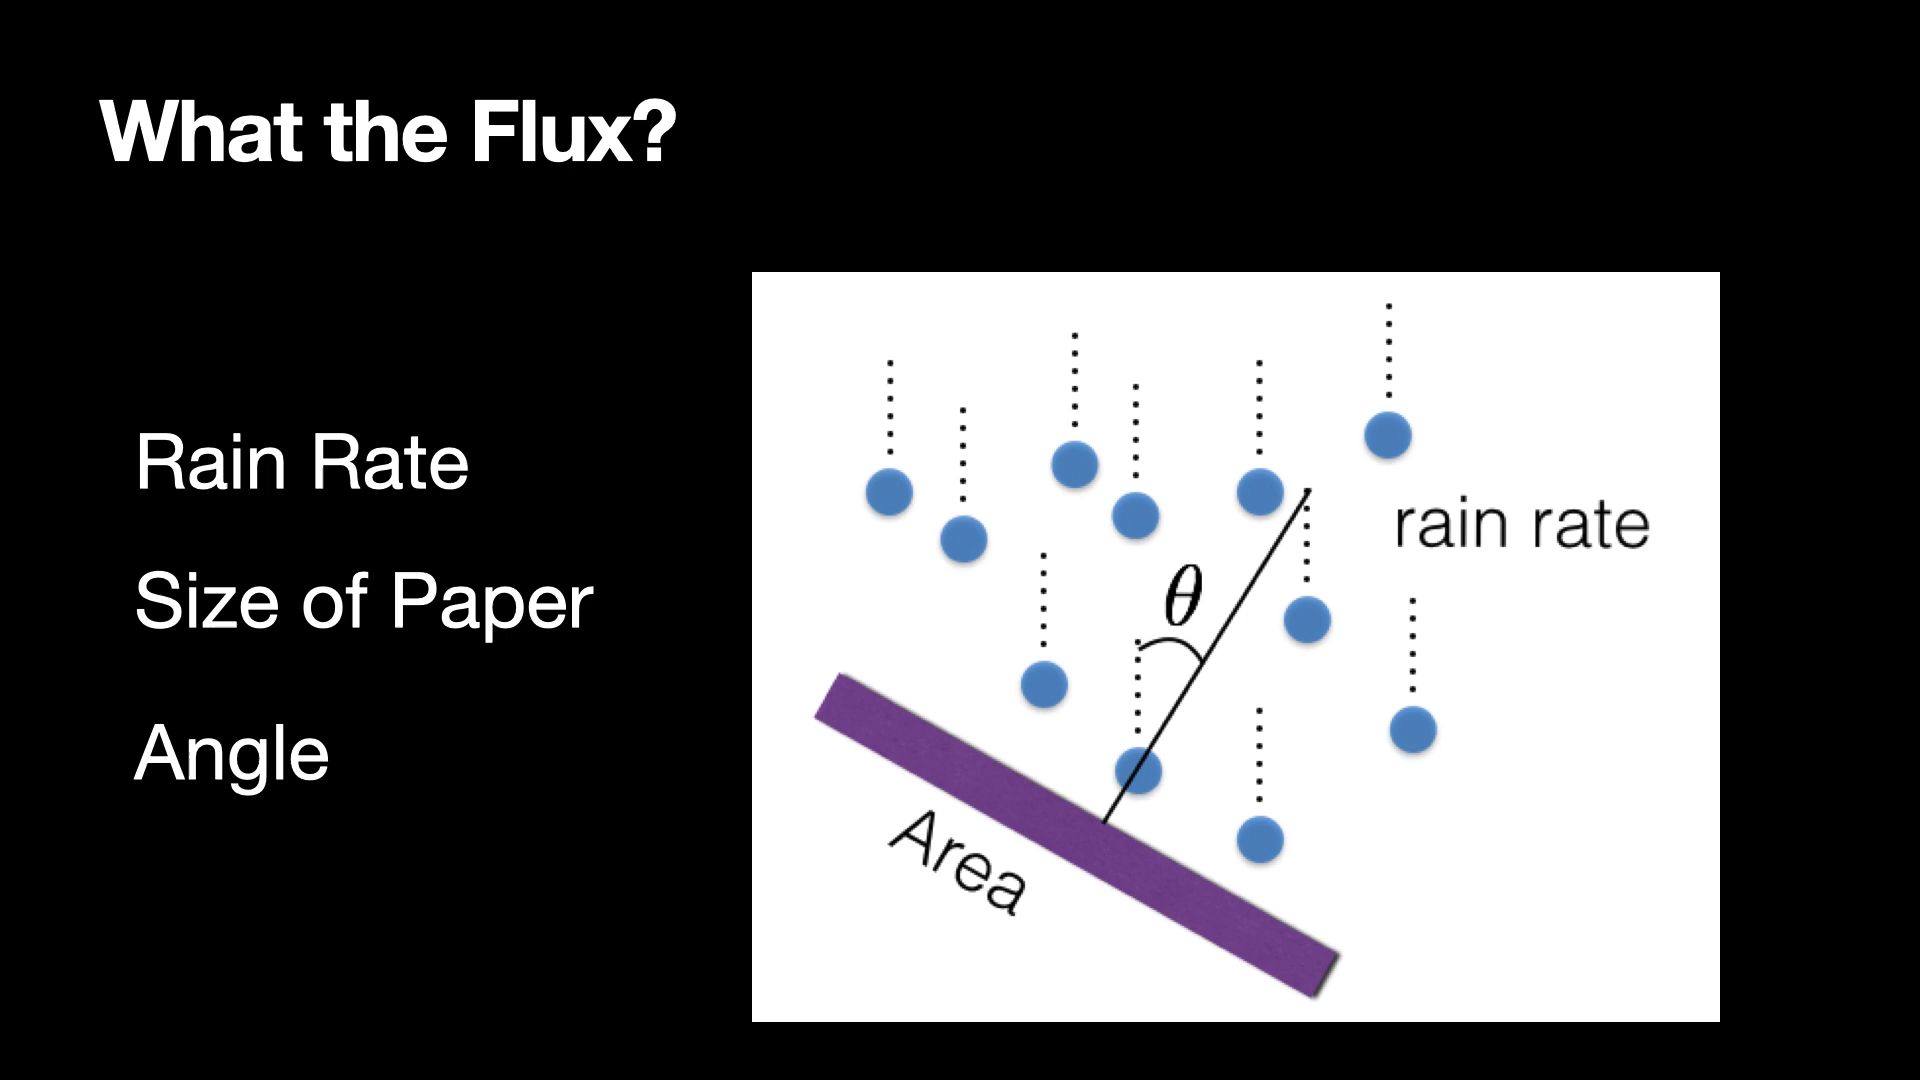 What the Flux?
Rain Rate
Size of Paper
Angle
rain rate
θ
Area